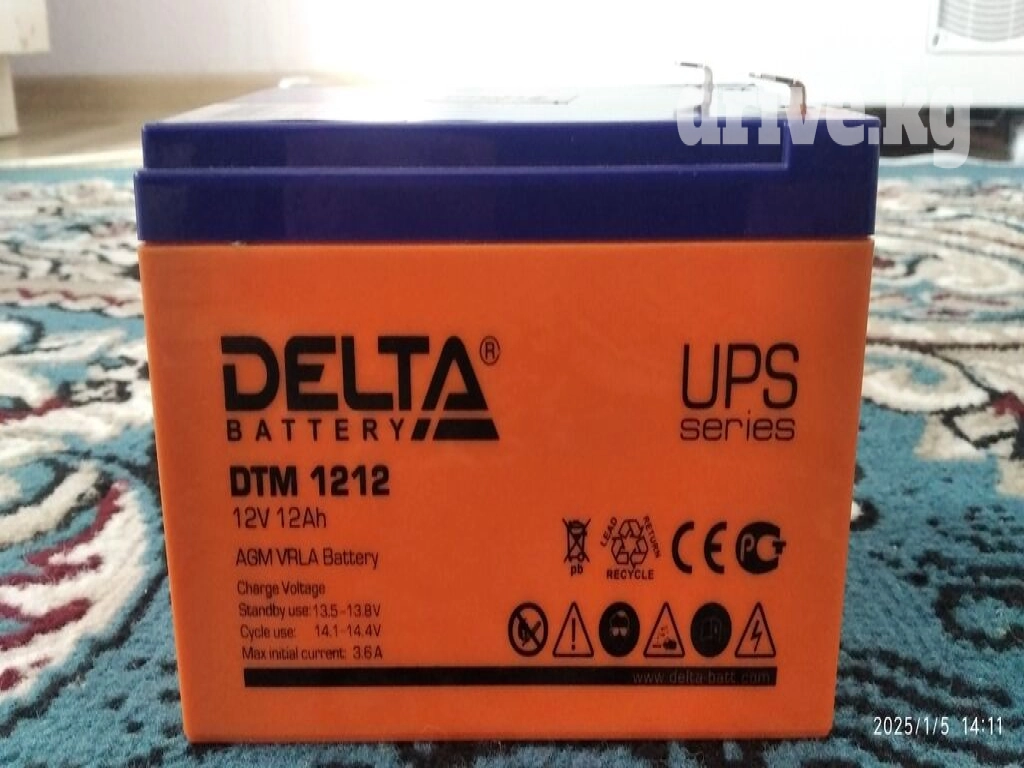 drive.kg
DELTA®
BATTERY
UPS
series
DTM 1212
12V 12Ah
AGM VRLA Battery
Charge Voltage
Standby use: 13.5-13.8V
Cycle use: 14.1-14.4V
Max initial current: 3.6A
pb
LEAD RETURN
RECYCLE
CE
PCT
www.delta-batt.com
2025/1/5 14:11